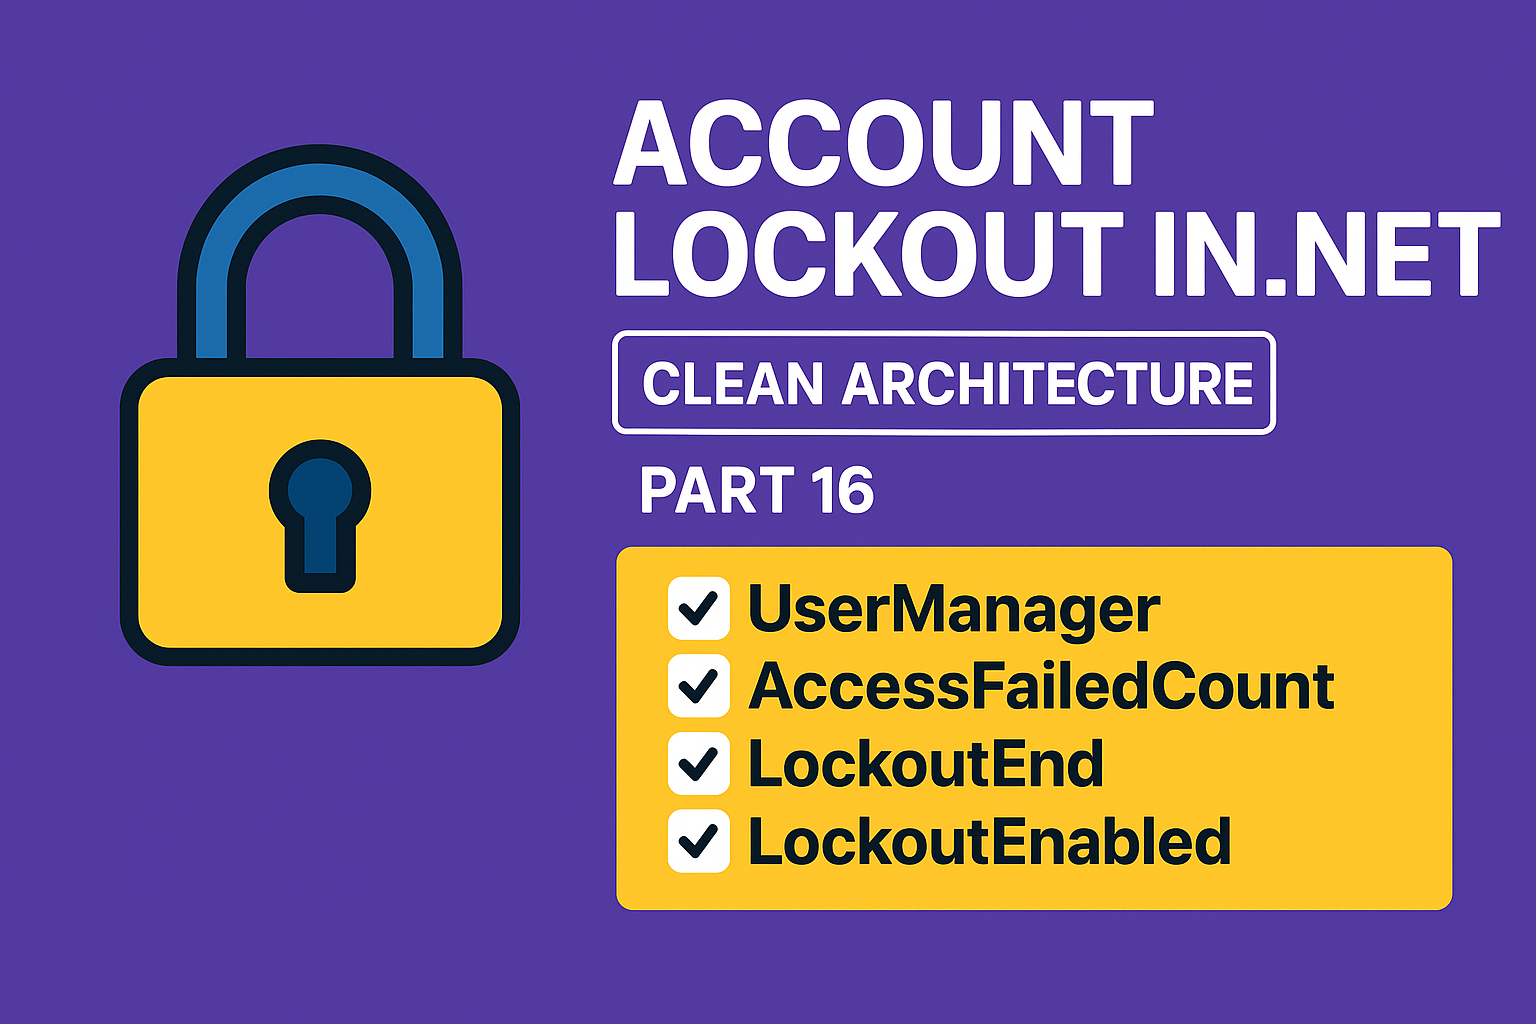 ACCOUNT
LOCKOUT IN.NET
CLEAN ARCHITECTURE
PART 16
UserManager
AccessFailedCount
LockoutEnd
LockoutEnabled